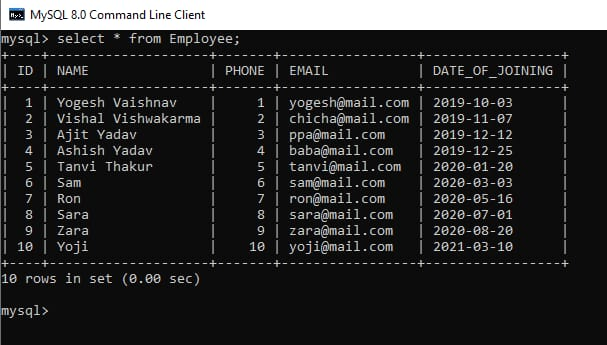 MySQL 8.0 Command Line Client
mysql> select * from Employee;
+----+--------------------+-------+-----------------+-----------------+
| ID | NAME               | PHONE | EMAIL           | DATE_OF_JOINING |
+----+--------------------+-------+-----------------+-----------------+
|  1 | Yogesh Vaishnav    |     1 | yogesh@mail.com | 2019-10-03      |
|  2 | Vishal Vishwakarma |     2 | chicha@mail.com | 2019-11-07      |
|  3 | Ajit Yadav         |     3 | ppa@mail.com    | 2019-12-12      |
|  4 | Ashish Yadav       |     4 | baba@mail.com   | 2019-12-25      |
|  5 | Tanvi Thakur       |     5 | tanvi@mail.com  | 2020-01-20      |
|  6 | Sam                |     6 | sam@mail.com    | 2020-03-03      |
|  7 | Ron                |     7 | ron@mail.com    | 2020-05-16      |
|  8 | Sara               |     8 | sara@mail.com   | 2020-07-01      |
|  9 | Zara               |     9 | zara@mail.com   | 2020-08-20      |
| 10 | Yoji               |    10 | yoji@mail.com   | 2021-03-10      |
+----+--------------------+-------+-----------------+-----------------+
10 rows in set (0.00 sec)
mysql>